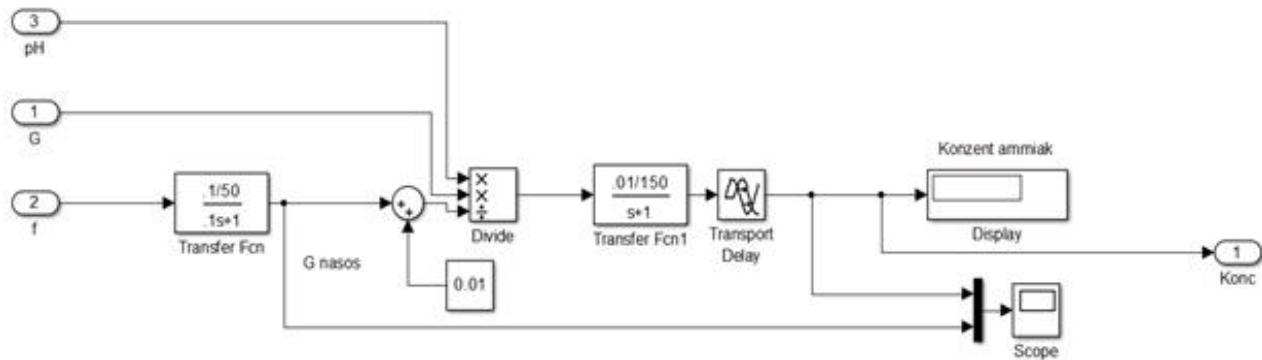 3
pH
1
G
2
f
.1/50
.1s+1
Transfer Fcn
G nasos
0.01
×
×
÷
Divide
.01/150
s+1
Transfer Fcn1
Transport
Delay
Konzent ammiak
Display
1
Konc
Scope